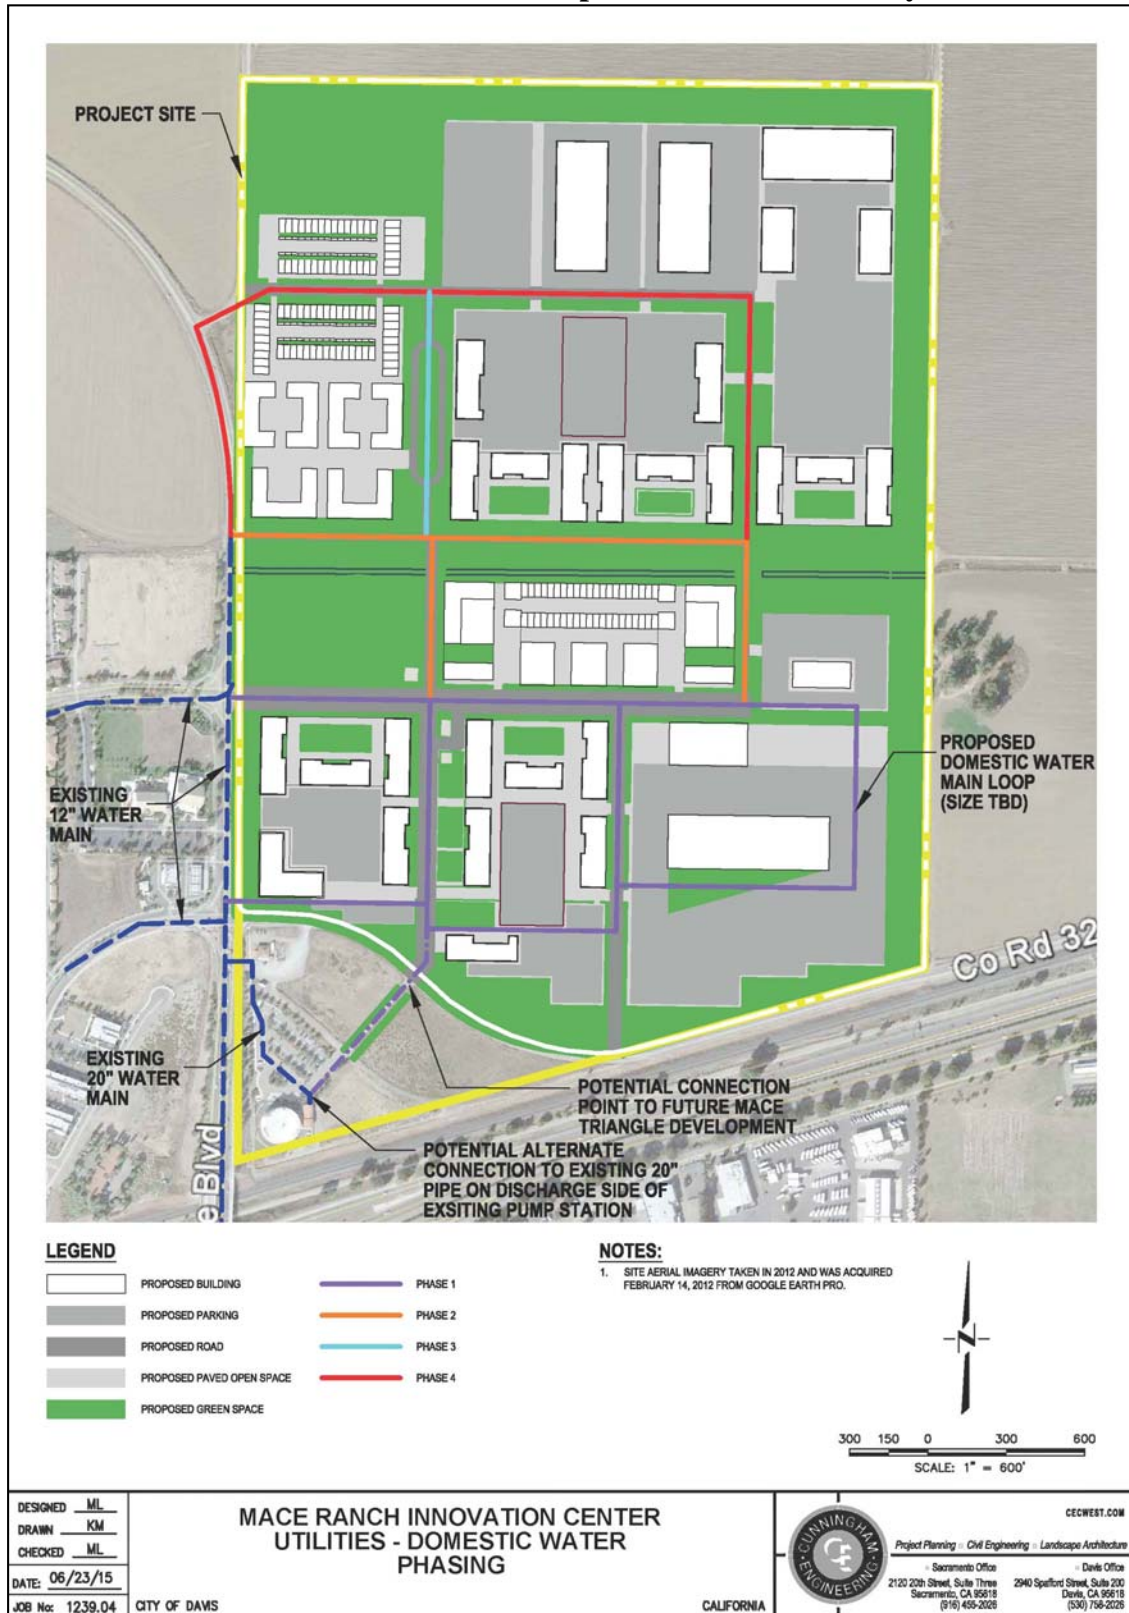 PROJECT SITE
EXISTING
12" WATER
MAIN
PROPOSED
DOMESTIC WATER
MAIN LOOP
(SIZE TBD)
Co Rd 32
EXISTING
20" WATER
MAIN
POTENTIAL CONNECTION
POINT TO FUTURE MACE
TRIANGLE DEVELOPMENT
POTENTIAL ALTERNATE
CONNECTION TO EXISTING 20"
PIPE ON DISCHARGE SIDE OF
EXSITING PUMP STATION
e Blvd
LEGEND
PROPOSED BUILDING
PROPOSED PARKING
PROPOSED ROAD
PROPOSED PAVED OPEN SPACE
PROPOSED GREEN SPACE
PHASE 1
PHASE 2
PHASE 3
PHASE 4
NOTES:
1. SITE AERIAL IMAGERY TAKEN IN 2012 AND WAS ACQUIRED
FEBRUARY 14, 2012 FROM GOOGLE EARTH PRO.
N
300 150 0 300 600
SCALE: 1" = 600'
DESIGNED ML
DRAWN KM
CHECKED ML
DATE: 06/23/15
JOB No: 1239.04
MACE RANCH INNOVATION CENTER
UTILITIES - DOMESTIC WATER
PHASING
CITY OF DAVIS
CALIFORNIA
CUNNINGHAM
ENGINEERING
CECWEST.COM
Project Planning Civil Engineering Landscape Architecture
Sacramento Office
2120 20th Street, Suite Three
Sacramento, CA 95818
(916) 455-2026
Davis Office
2940 Spafford Street, Suite 200
Davis, CA 95618
(530) 758-2026